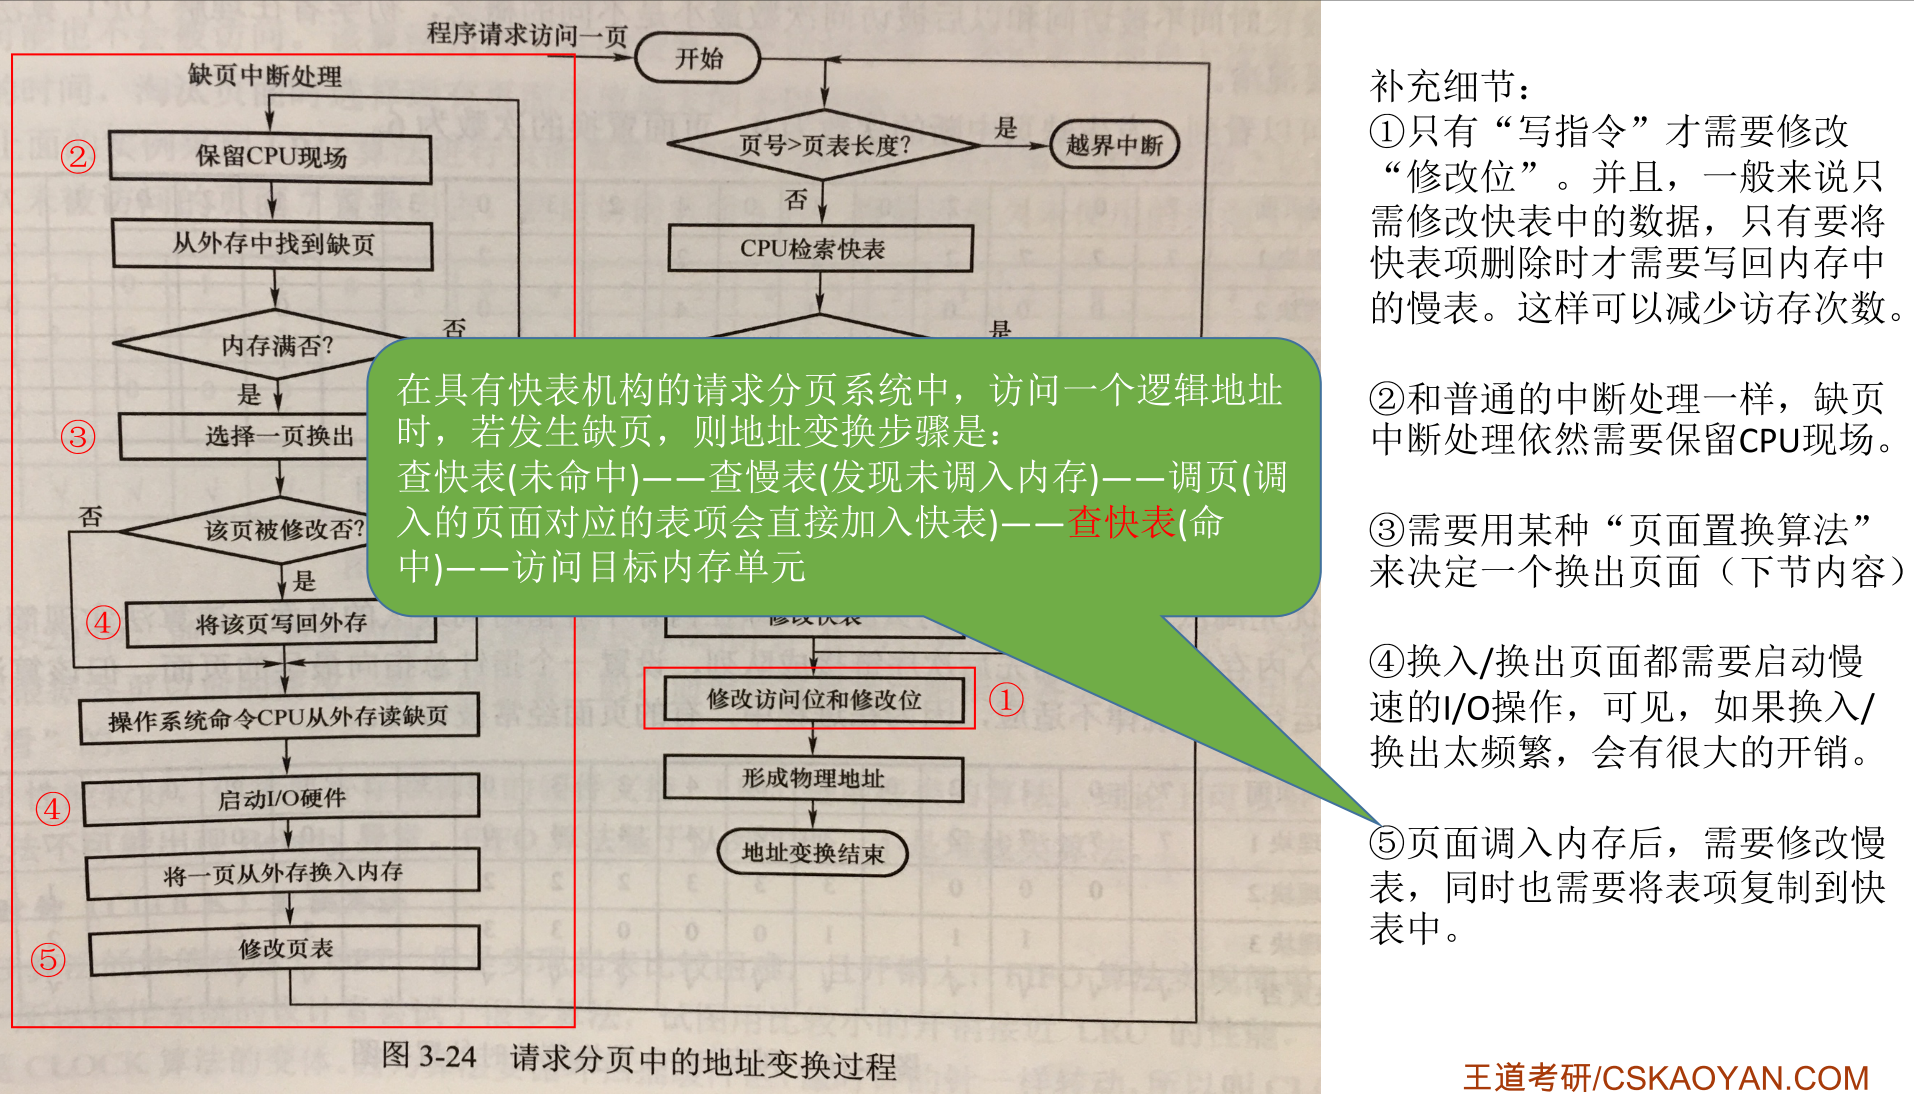 程序请求访问一页
开始
缺页中断处理
②
保留CPU现场
页号>页表长度?
是
越界中断
否
从外存中找到缺页
CPU检索快表
内存满否?
否
是
是
③
选择一页换出
在具有快表机构的请求分页系统中，访问一个逻辑地址
时，若发生缺页，则地址变换步骤是：
查快表(未命中)——查慢表(发现未调入内存)——调页(调
入的页面对应的表项会直接加入快表)——查快表(命
中)——访问目标内存单元
否
该页被修改否?
是
④
将该页写回外存
修改快表
操作系统命令CPU从外存读缺页
修改访问位和修改位
①
④
启动I/O硬件
形成物理地址
将一页从外存换入内存
地址变换结束
⑤
修改页表
图 3-24 请求分页中的地址变换过程
补充细节：
①只有“写指令”才需要修改
“修改位”。并且，一般来说只
需修改快表中的数据，只有要将
快表项删除时才需要写回内存中
的慢表。这样可以减少访存次数。
②和普通的中断处理一样，缺页
中断处理依然需要保留CPU现场。
③需要用某种“页面置换算法”
来决定一个换出页面（下节内容）
④换入/换出页面都需要启动慢
速的I/O操作，可见，如果换入/
换出太频繁，会有很大的开销。
⑤页面调入内存后，需要修改慢
表，同时也需要将表项复制到快
表中。
王道考研/CSKAOYAN.COM